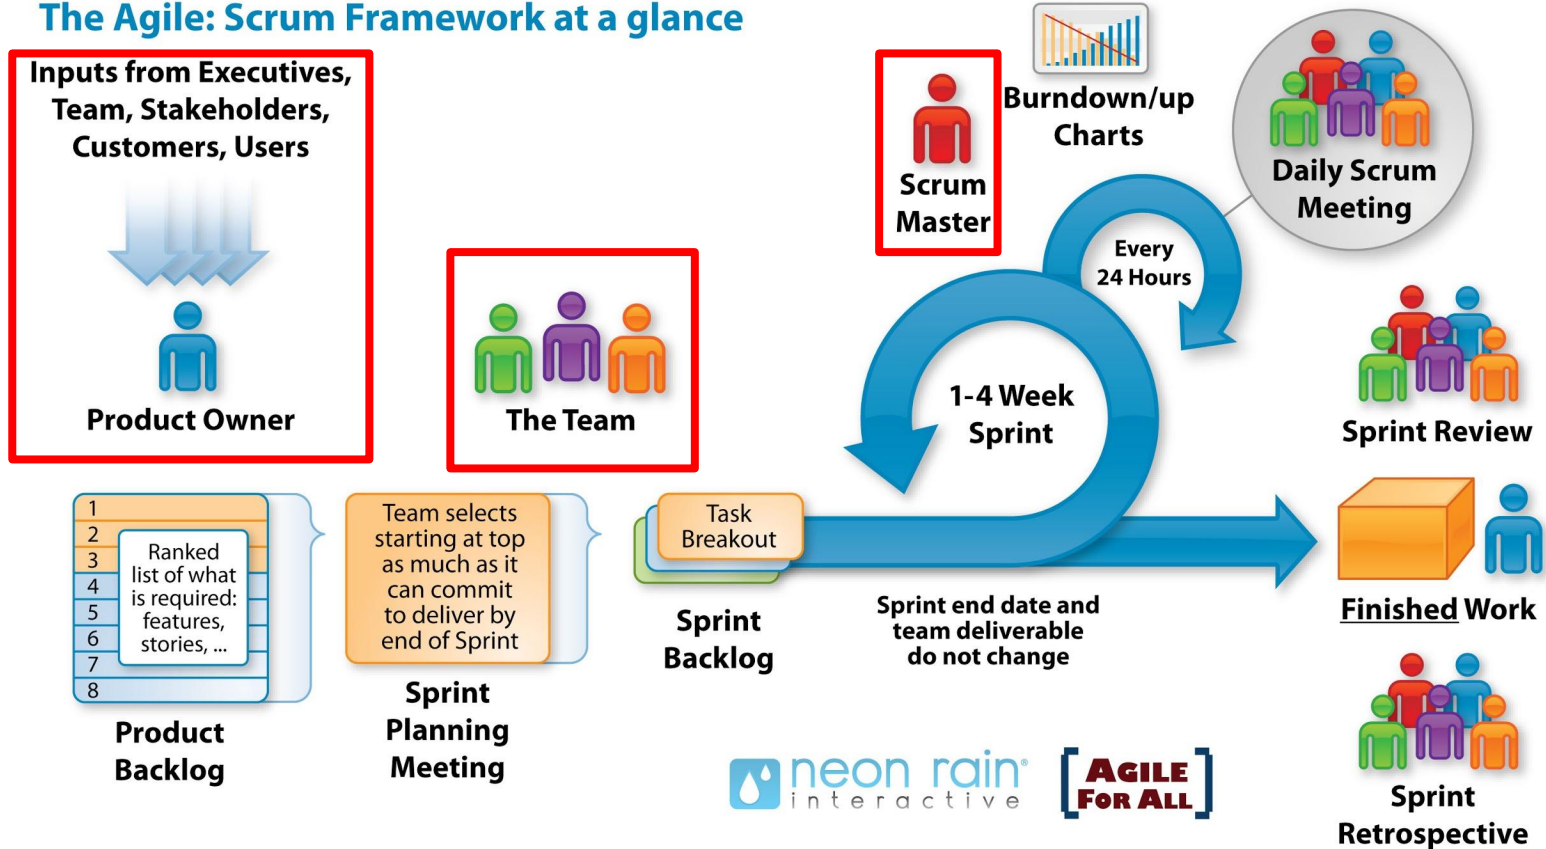 The Agile: Scrum Framework at a glance
Inputs from Executives,
Team, Stakeholders,
Customers, Users
Product Owner
The Team
Scrum
Master
Burndown/up
Charts
Daily Scrum
Meeting
Every
24 Hours
1-4 Week
Sprint
Sprint Review
1
2
3
4
5
6
7
8
Ranked
list of what
is required:
features,
stories, ...
Product
Backlog
Team selects
starting at top
as much as it
can commit
to deliver by
end of Sprint
Sprint
Planning
Meeting
Task
Breakout
Sprint
Backlog
Sprint end date and
team deliverable
do not change
Finished Work
Sprint
Retrospective
neon rain®
interactive
AGILE
FOR ALL